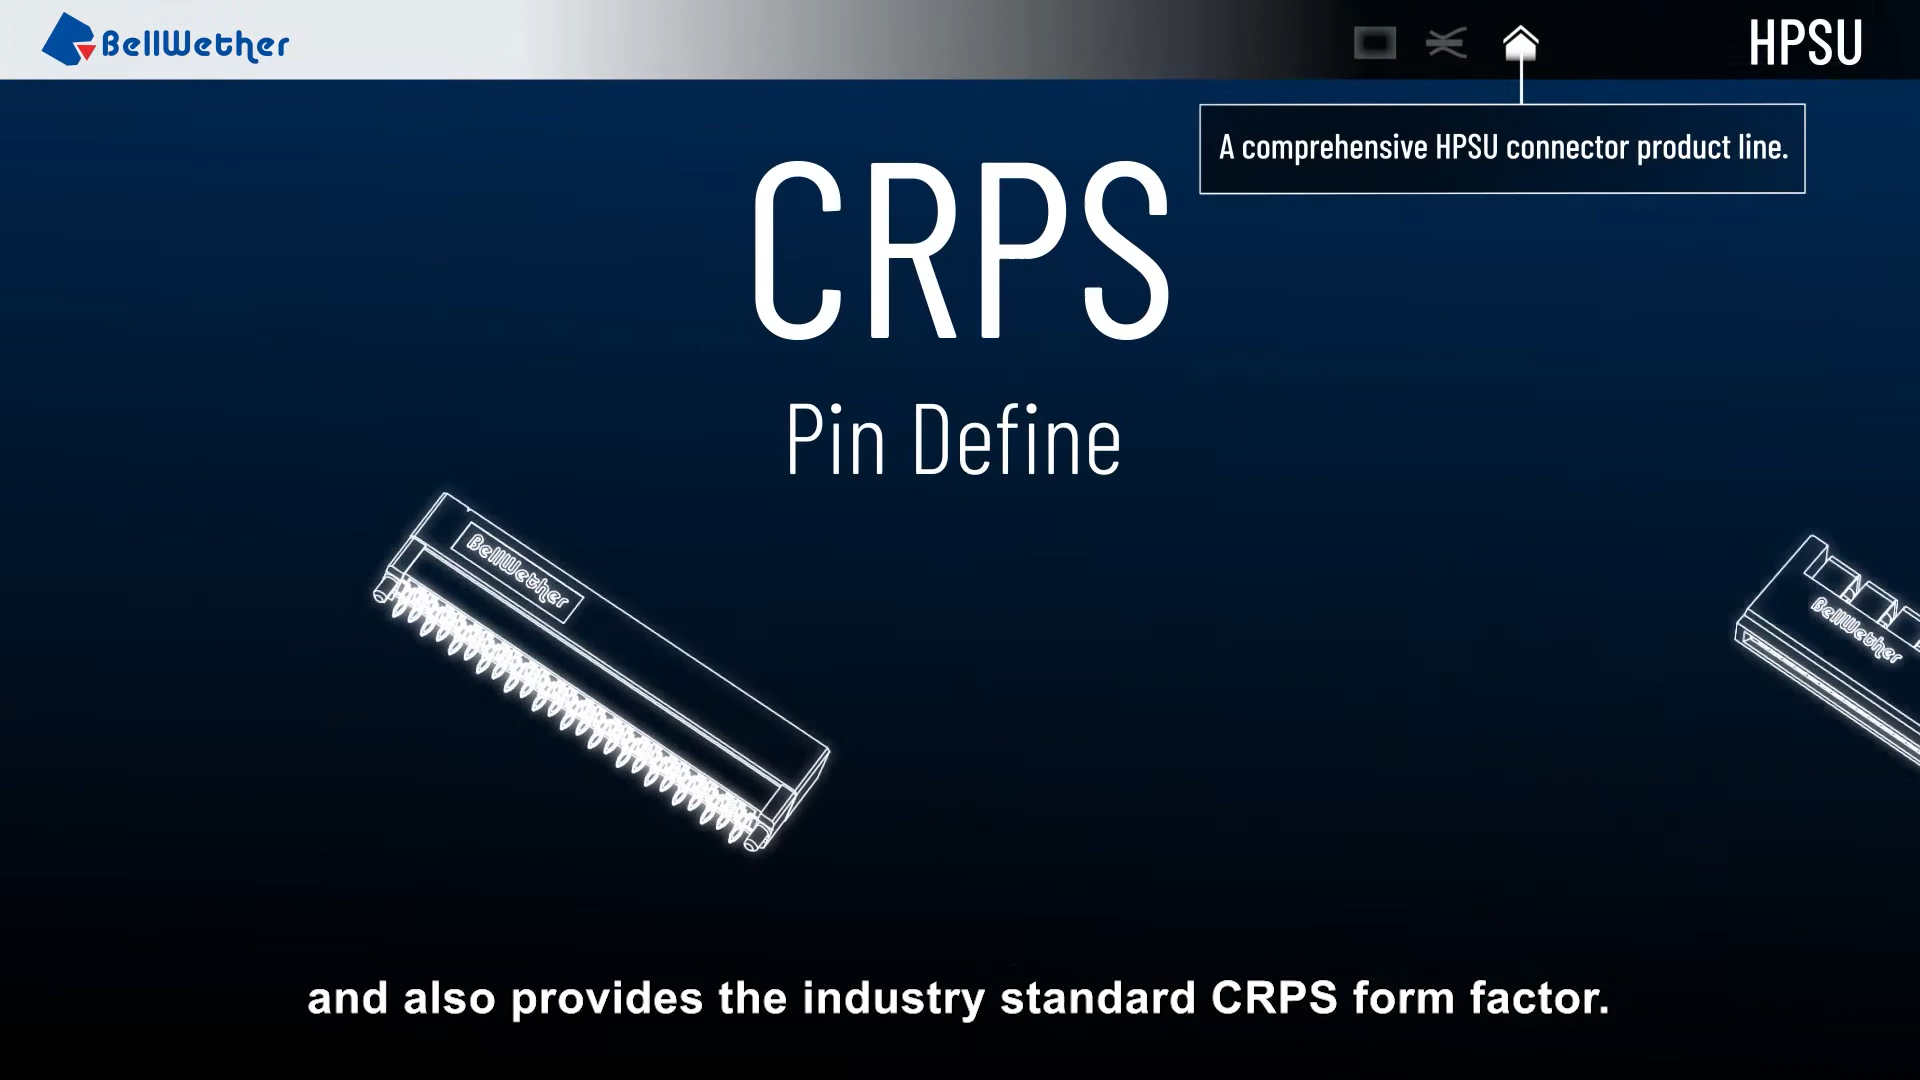 BellWether
HPSU
A comprehensive HPSU connector product line.
CRPS
Pin Define
BellWether
BellWether
and also provides the industry standard CRPS form factor.